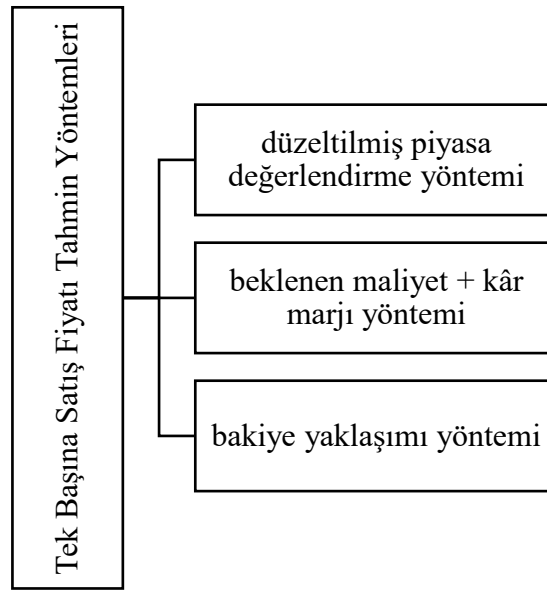 Tek Başına Satış Fiyatı Tahmin Yöntemleri
düzeltilmiş piyasa
değerlendirme yöntemi
beklenen maliyet + kâr
marjı yöntemi
bakiye yaklaşımı yöntemi